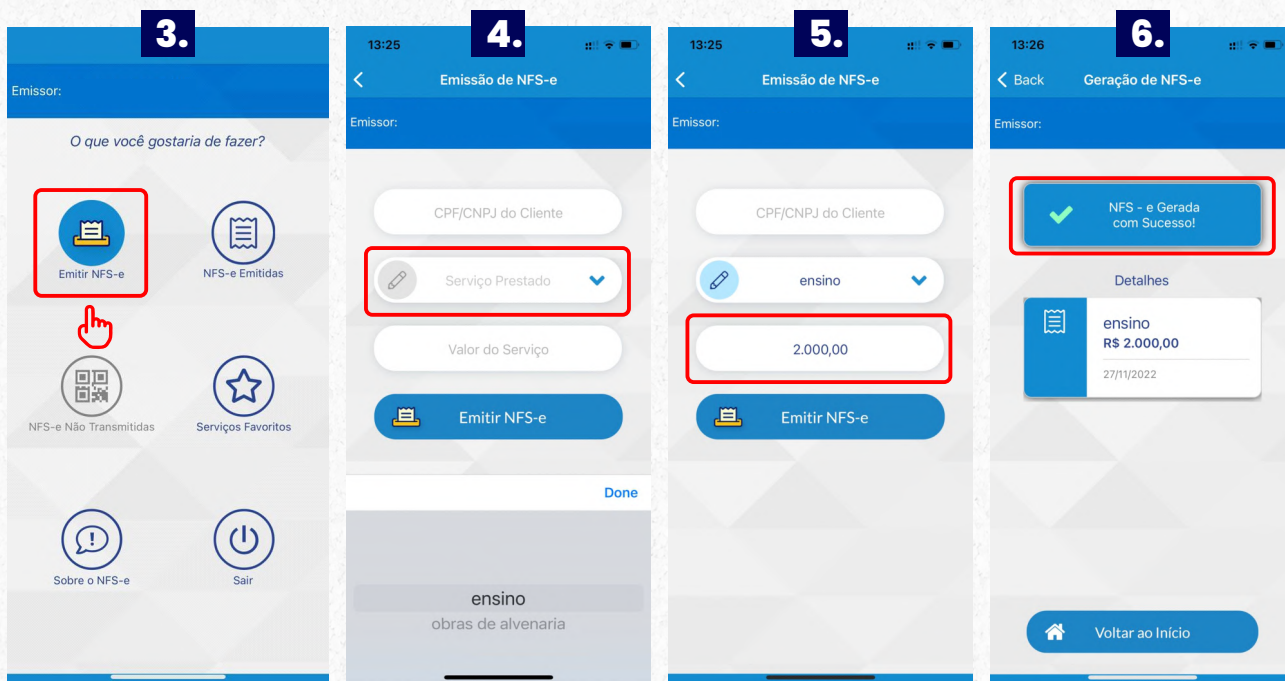 3.
Emissor:
O que você gostaria de fazer?
Emitir NFS-e
NFS-e Emitidas
NFS-e Não Transmitidas
Serviços Favoritos
Sobre o NFS-e
Sair
4.
13:25
Emissão de NFS-e
Emissor:
CPF/CNPJ do Cliente
Serviço Prestado
Valor do Serviço
Emitir NFS-e
Done
ensino
obras de alvenaria
5.
13:25
Emissão de NFS-e
Emissor:
CPF/CNPJ do Cliente
ensino
2.000,00
Emitir NFS-e
6.
13:26
Back
Geração de NFS-e
Emissor:
NFS - e Gerada
com Sucesso!
Detalhes
ensino
R$ 2.000,00
27/11/2022
Voltar ao Início